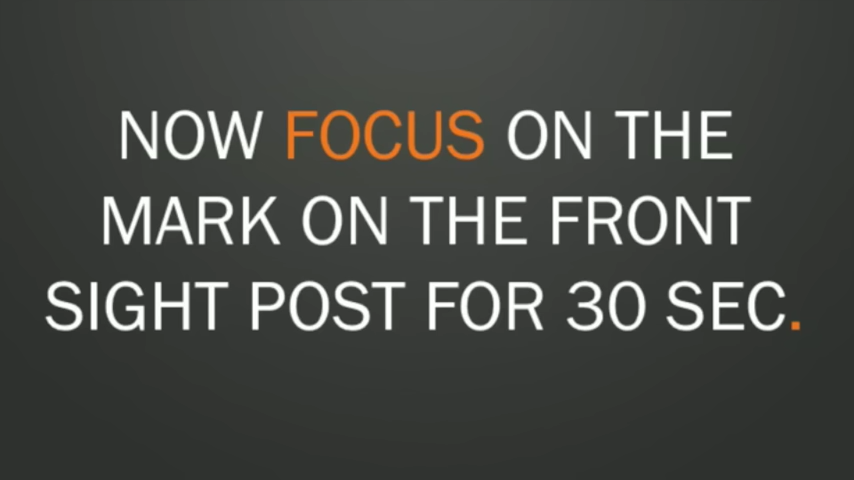 NOW FOCUS ON THE
MARK ON THE FRONT
SIGHT POST FOR 30 SEC.